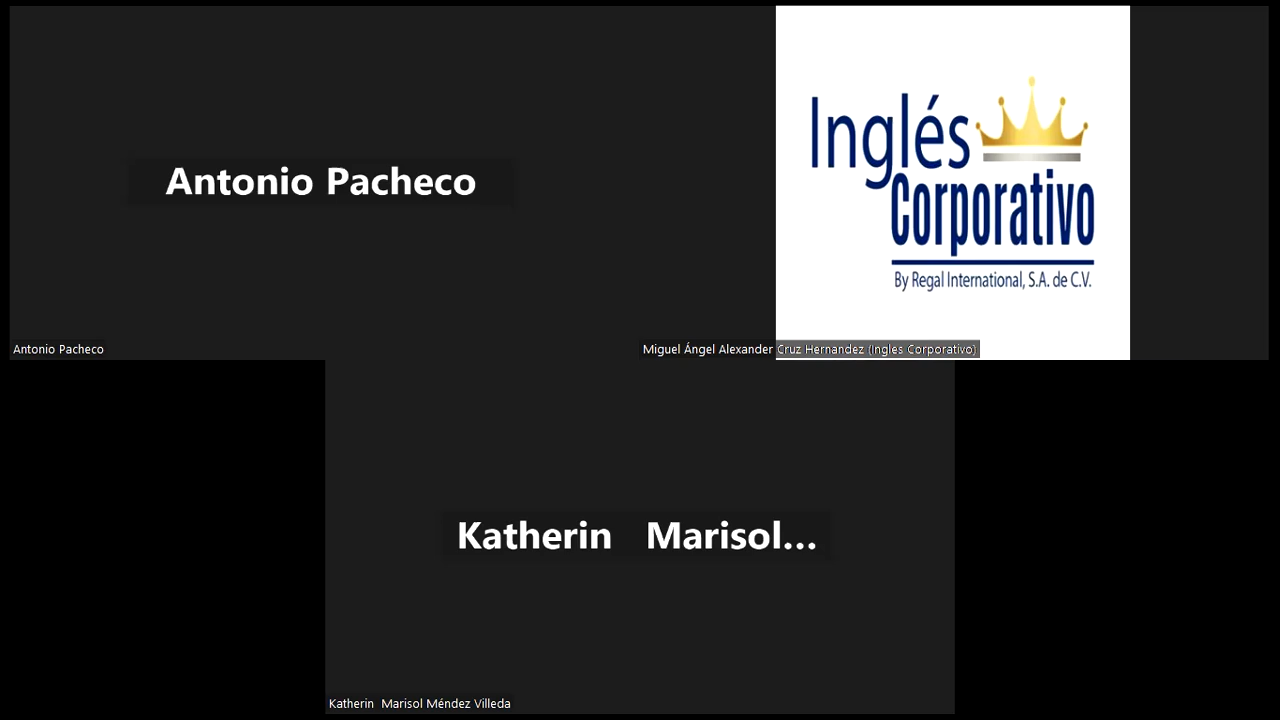 Antonio Pacheco
Antonio Pacheco
Inglés
Corporativo
By Regal International, S.A. de C.V.
Miguel Ángel Alexander Cruz Hernandez (Ingles Corporativo)
Katherin Marisol...
Katherin Marisol Méndez Villeda